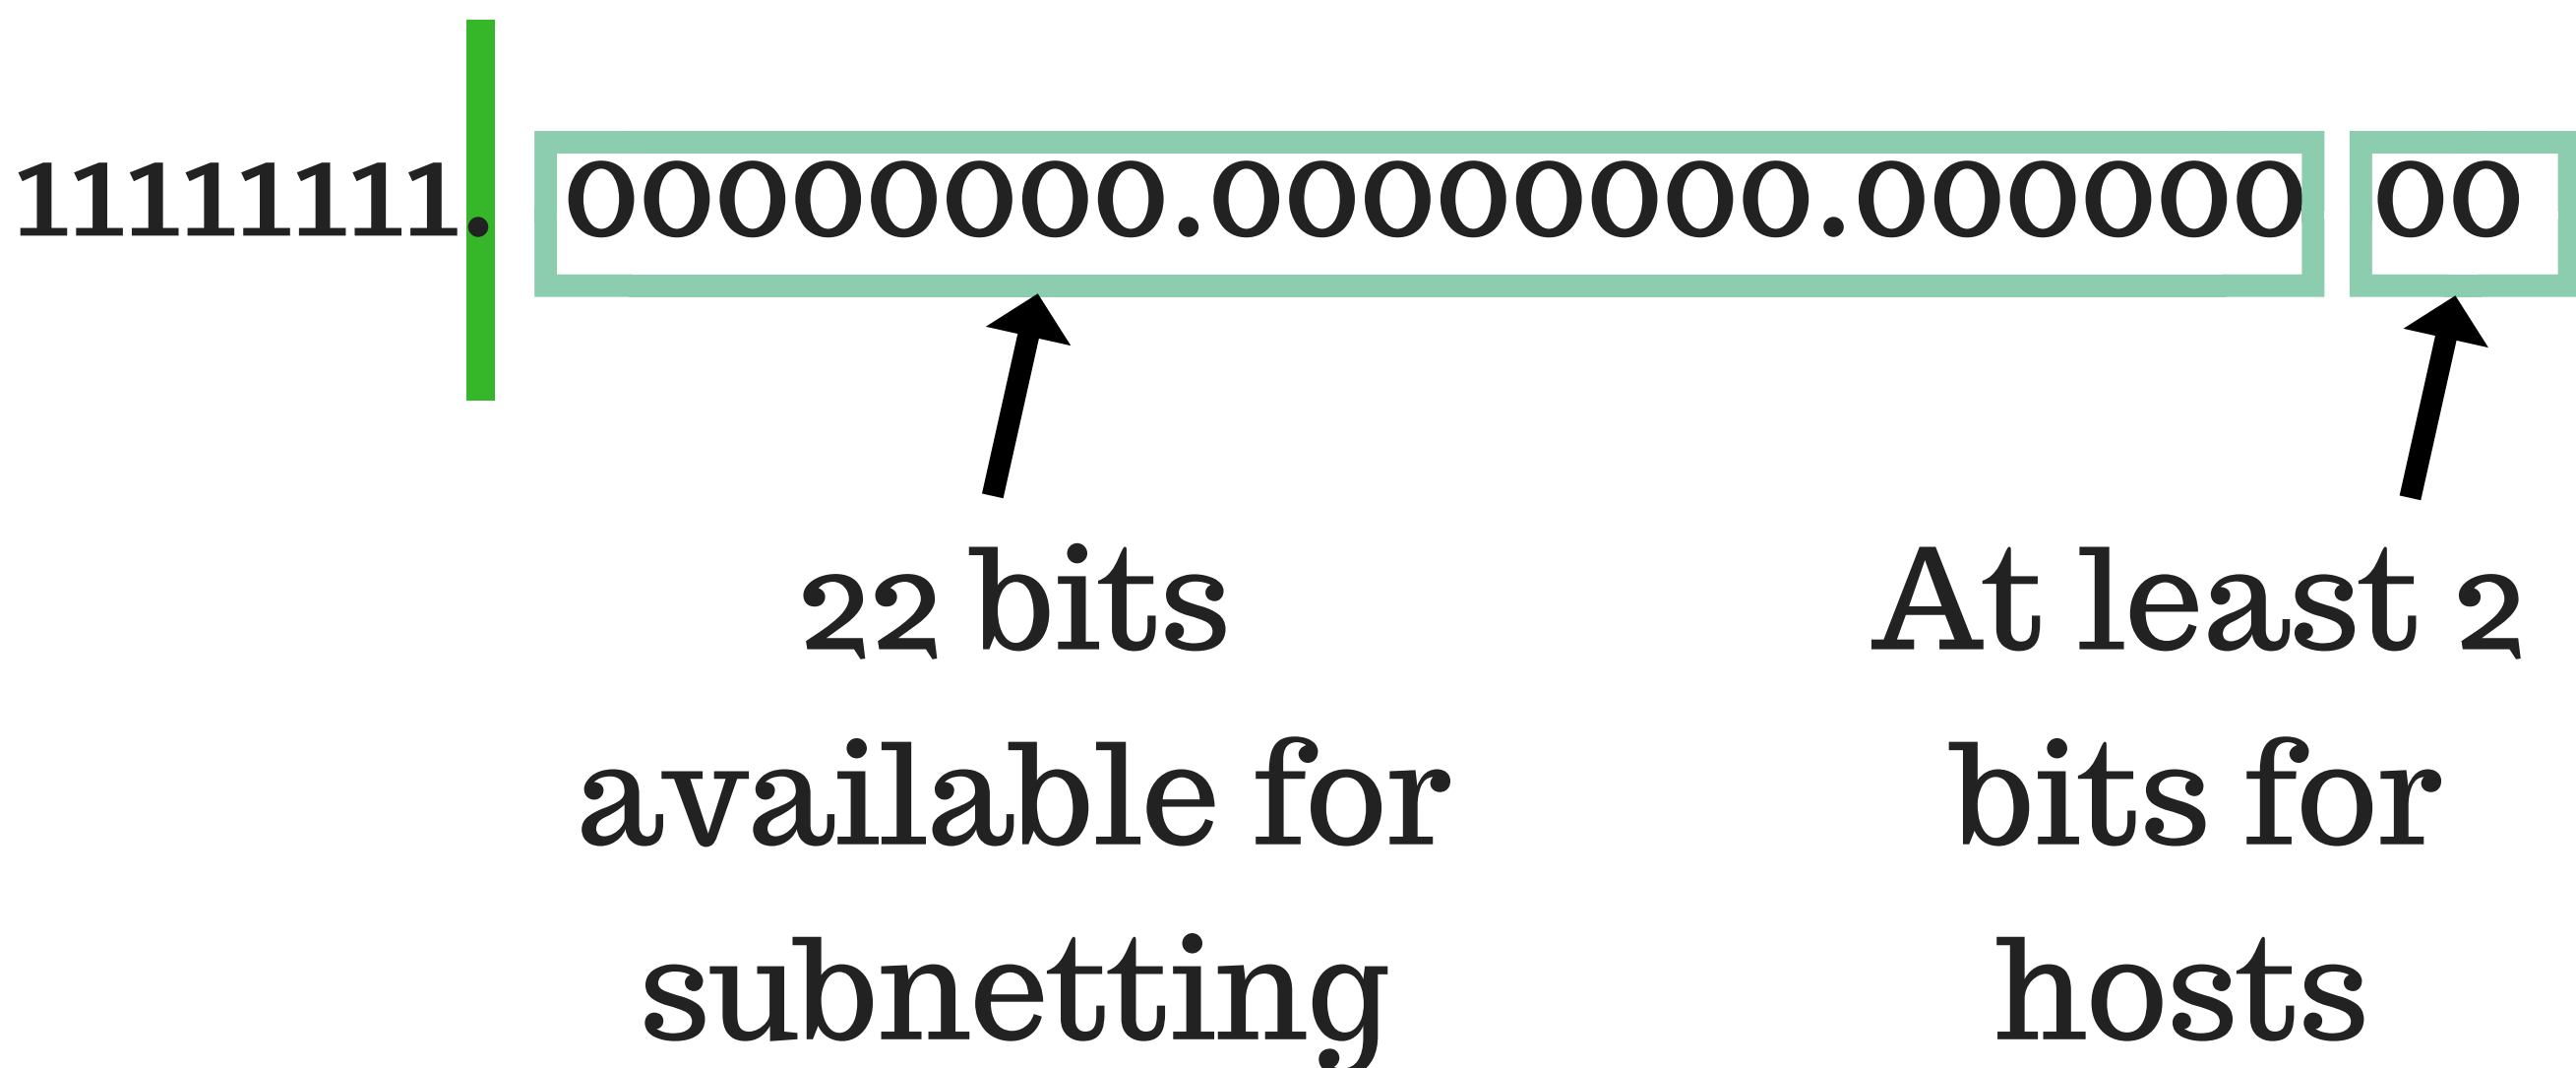 11111111. 00000000.00000000.000000 00
22 bits
available for
subnetting
At least 2
bits for
hosts